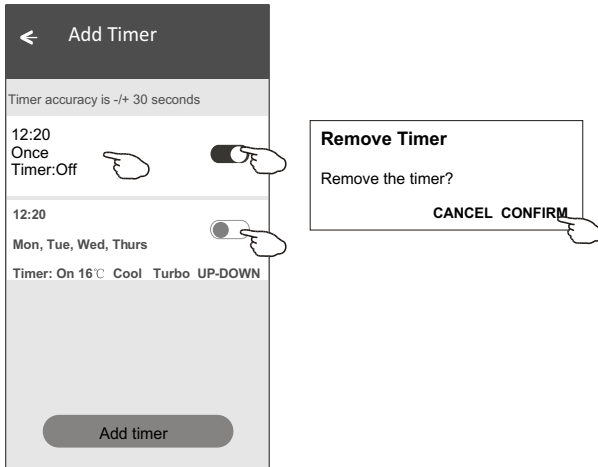 Add Timer
Timer accuracy is -/+ 30 seconds
12:20
Once
Timer:Off
12:20
Mon, Tue, Wed, Thurs
Timer: On 16℃ Cool Turbo UP-DOWN
Add timer
Remove Timer
Remove the timer?
CANCEL CONFIRM